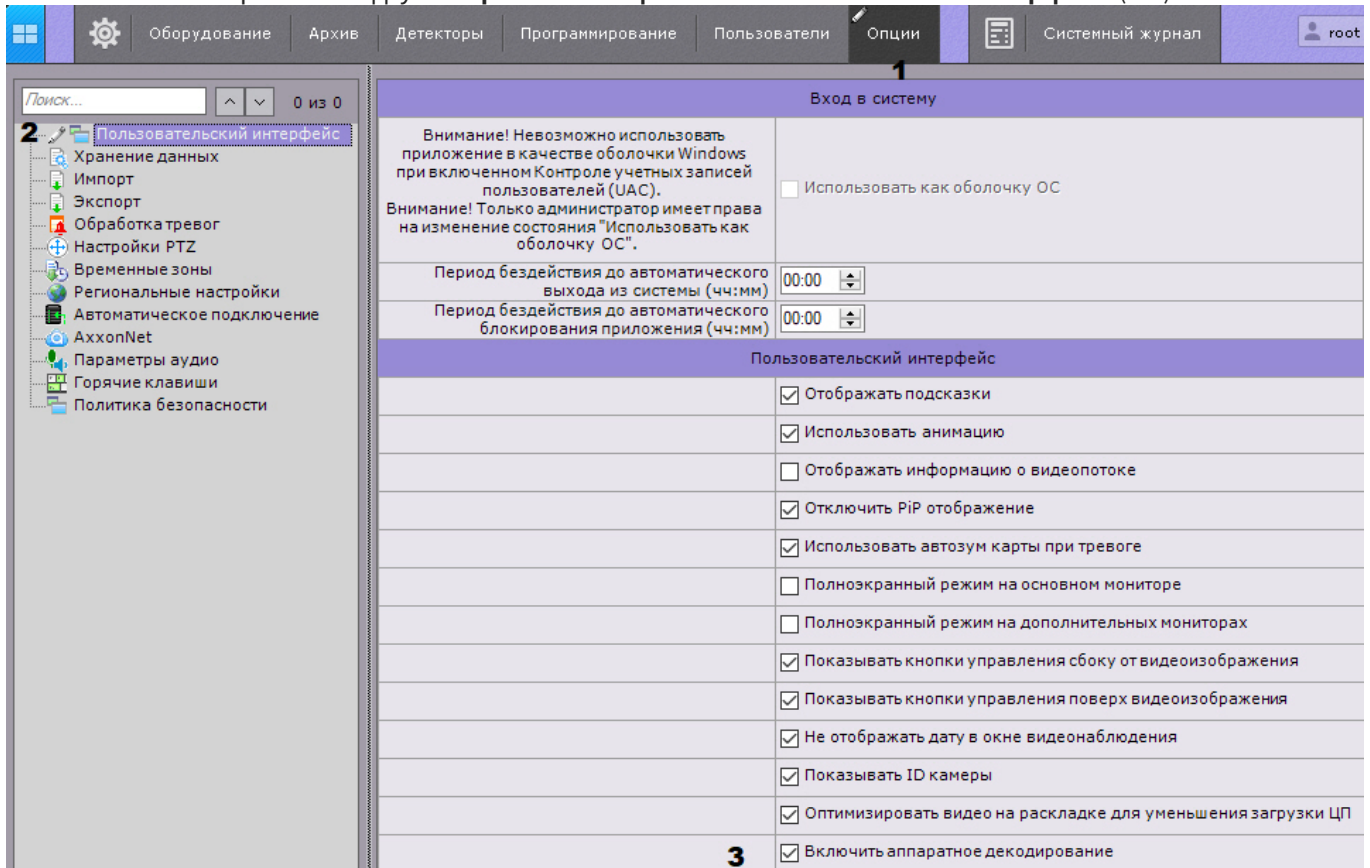 Оборудование Архив Детекторы Программирование Пользователи Опции Системный журнал root
1
Поиск... 0 из 0
2 Пользовательский интерфейс
Хранение данных
Импорт
Экспорт
Обработка тревог
Настройки PTZ
Временные зоны
Региональные настройки
Автоматическое подключение
AxxonNet
Параметры аудио
Горячие клавиши
Политика безопасности
Вход в систему
Внимание! Невозможно использовать
приложение в качестве оболочки Windows
при включенном Контроле учетных записей
пользователей (UAC).
Внимание! Только администратор имеет права
на изменение состояния "Использовать как
оболочку ОС".
Использовать как оболочку ОС
Период бездействия до автоматического
выхода из системы (чч:мм)
00:00
Период бездействия до автоматического
блокирования приложения (чч:мм)
00:00
Пользовательский интерфейс
Отображать подсказки
Использовать анимацию
Отображать информацию о видеопотоке
Отключить PiP отображение
Использовать автозум карты при тревоге
Полноэкранный режим на основном мониторе
Полноэкранный режим на дополнительных мониторах
Показывать кнопки управления сбоку от видеоизображения
Показывать кнопки управления поверх видеоизображения
Не отображать дату в окне видеонаблюдения
Показывать ID камеры
Оптимизировать видео на раскладке для уменьшения загрузки ЦП
3 Включить аппаратное декодирование